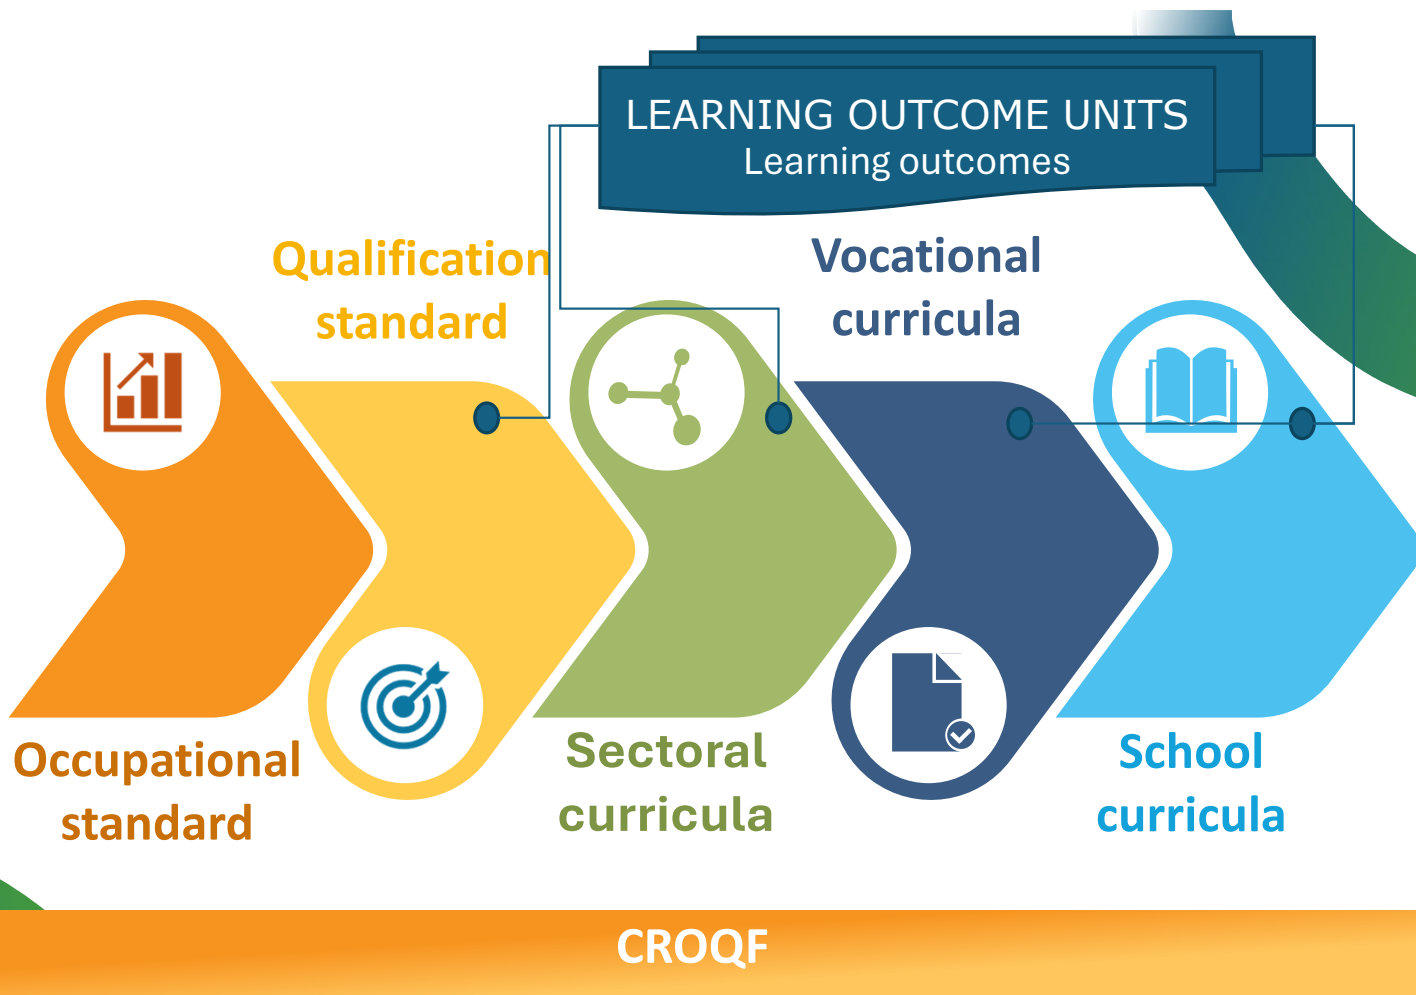 LEARNING OUTCOME UNITS
Learning outcomes
Qualification
standard
Vocational
curricula
Occupational
standard
Sectoral
curricula
School
curricula
CROQF